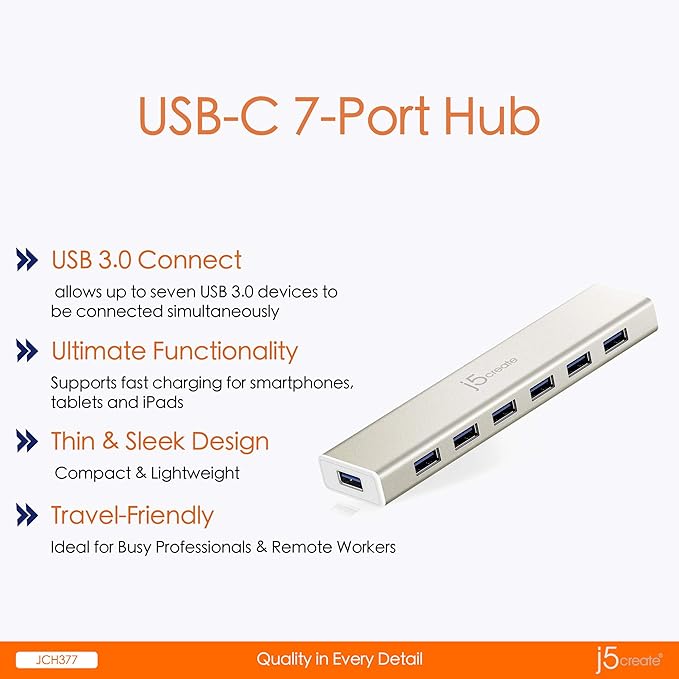 USB-C 7-Port Hub
USB 3.0 Connect
allows up to seven USB 3.0 devices to
be connected simultaneously
Ultimate Functionality
Supports fast charging for smartphones,
tablets and iPads
Thin & Sleek Design
Compact & Lightweight
Travel-Friendly
Ideal for Busy Professionals & Remote Workers
j5create
JCH377
Quality in Every Detail
j5create®